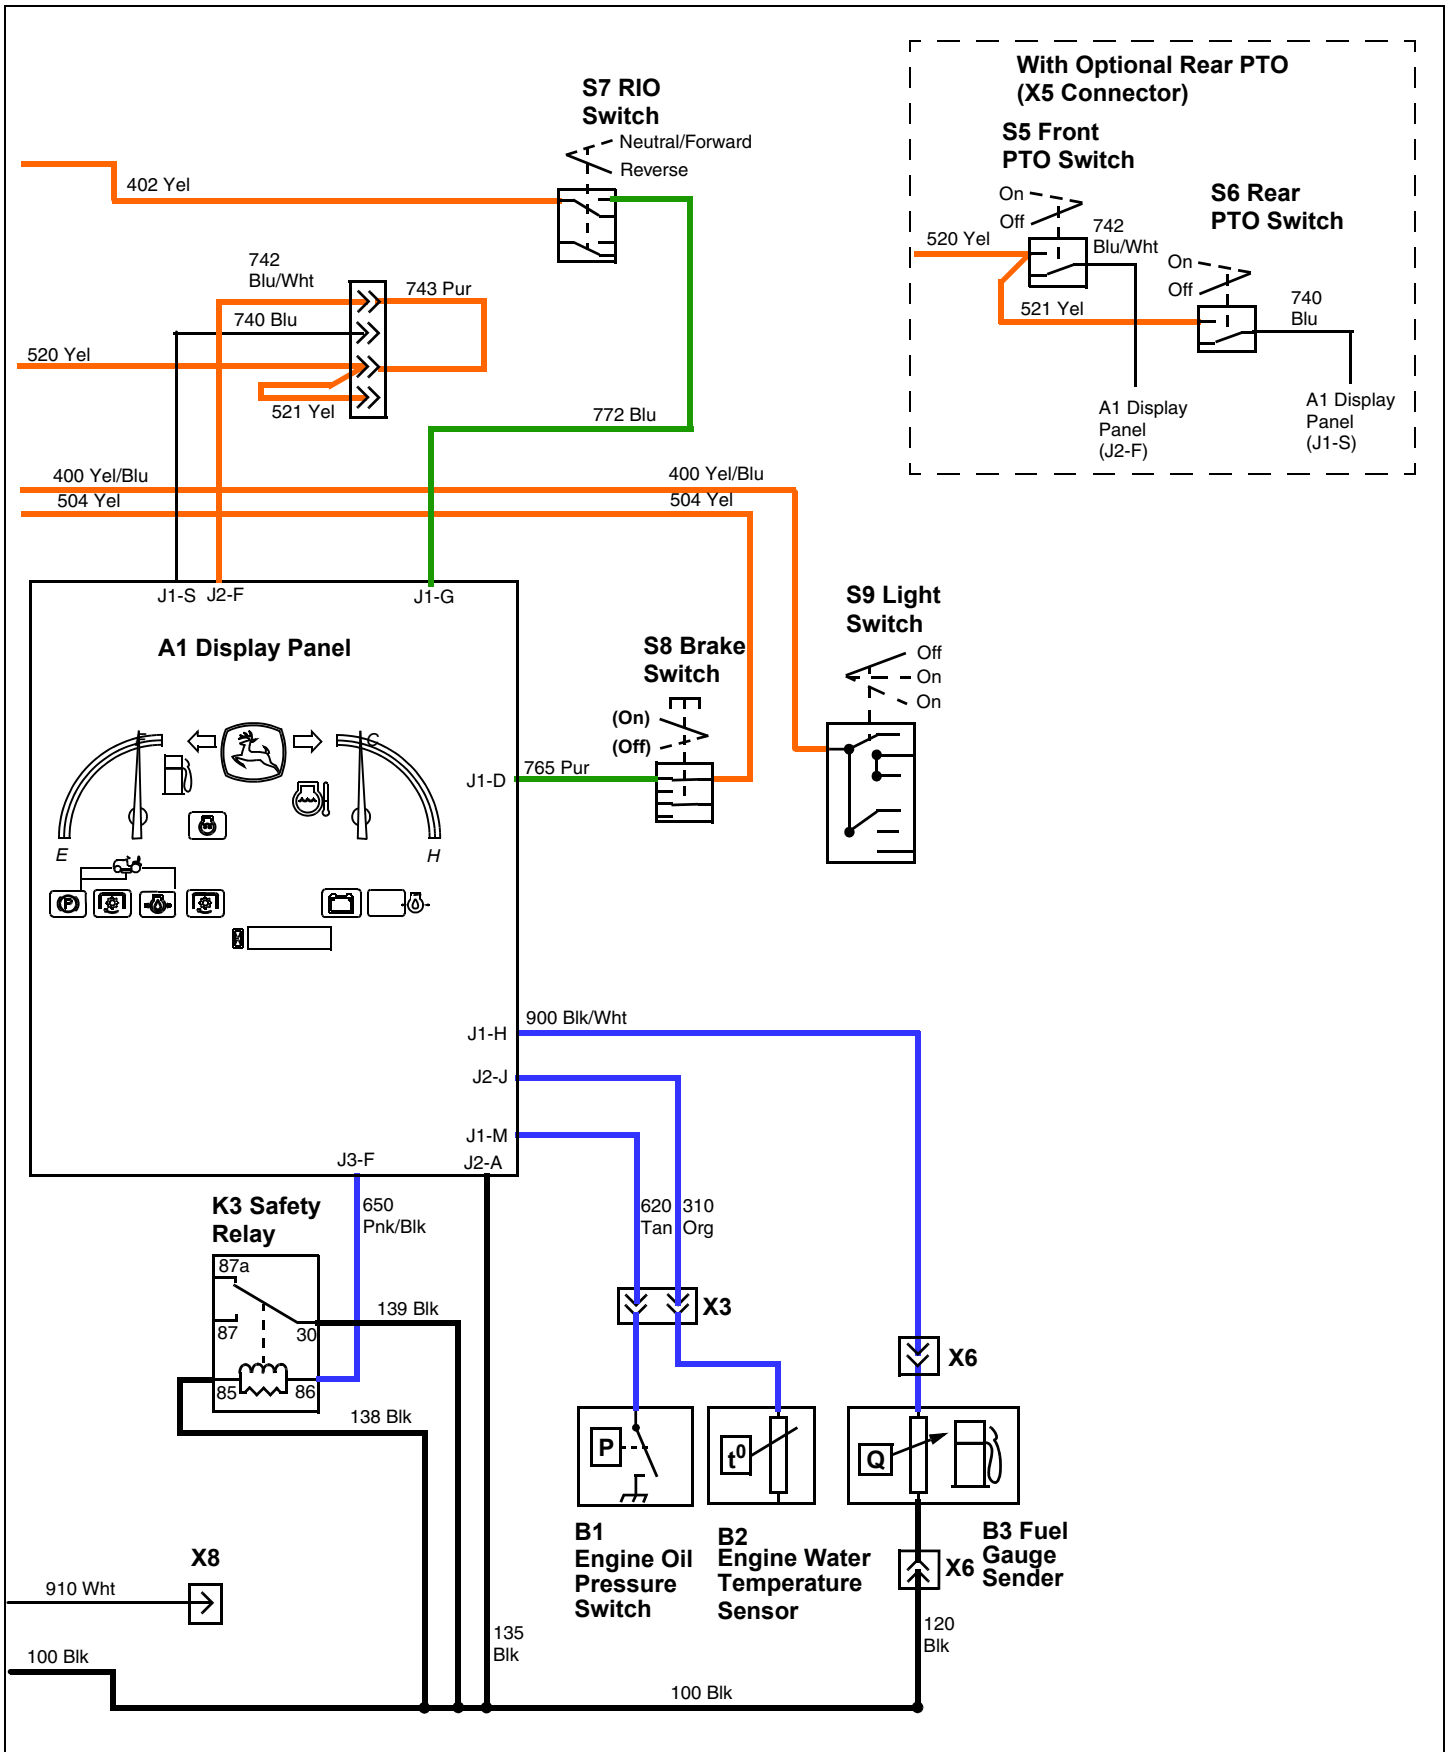 With Optional Rear PTO
(X5 Connector)
S7 RIO
Switch
Neutral/Forward
Reverse
402 Yel
S5 Front
PTO Switch
On
Off
742
Blu/Wht
520 Yel
S6 Rear
PTO Switch
On
Off
521 Yel
740
Blu
A1 Display
Panel
(J2-F)
A1 Display
Panel
(J1-S)
742
Blu/Wht
743 Pur
740 Blu
520 Yel
521 Yel
772 Blu
400 Yel/Blu
400 Yel/Blu
504 Yel
504 Yel
J1-S
J2-F
J1-G
A1 Display Panel
S8 Brake
Switch
(On)
(Off)
S9 Light
Switch
Off
On
On
F
C
J1-D
765 Pur
E
H
P
J1-H
900 Blk/Wht
J2-J
J1-M
J3-F
J2-A
K3 Safety
Relay
650
Pnk/Blk
620
Tan
310
Org
87a
87
30
139 Blk
85
86
138 Blk
X3
X6
P
t0
Q
B1
Engine Oil
Pressure
Switch
B2
Engine Water
Temperature
Sensor
X6
B3 Fuel
Gauge
Sender
X8
910 Wht
135
Blk
120
Blk
100 Blk
100 Blk